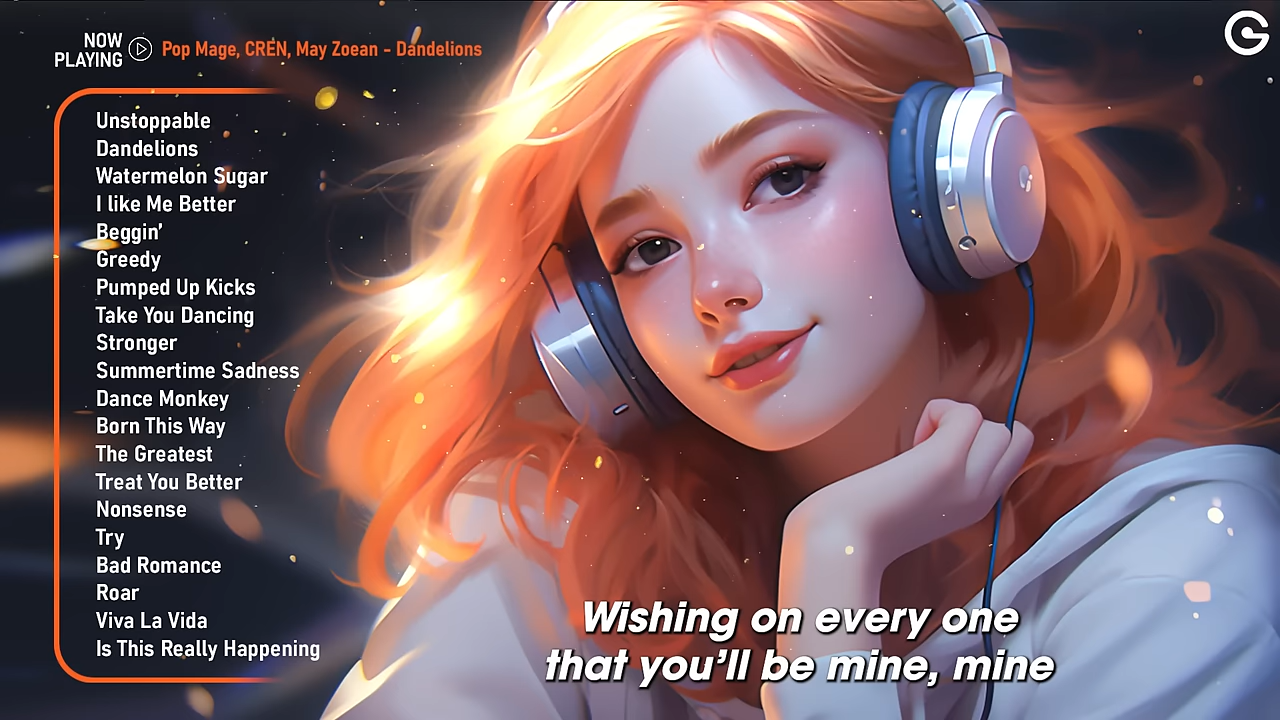 NOW
PLAYING
Pop Mage, CRÈN, May Zoean - Dandelions
Unstoppable
Dandelions
Watermelon Sugar
I like Me Better
Beggin’
Greedy
Pumped Up Kicks
Take You Dancing
Stronger
Summertime Sadness
Dance Monkey
Born This Way
The Greatest
Treat You Better
Nonsense
Try
Bad Romance
Roar
Viva La Vida
Is This Really Happening
Wishing on every one
that you’ll be mine, mine